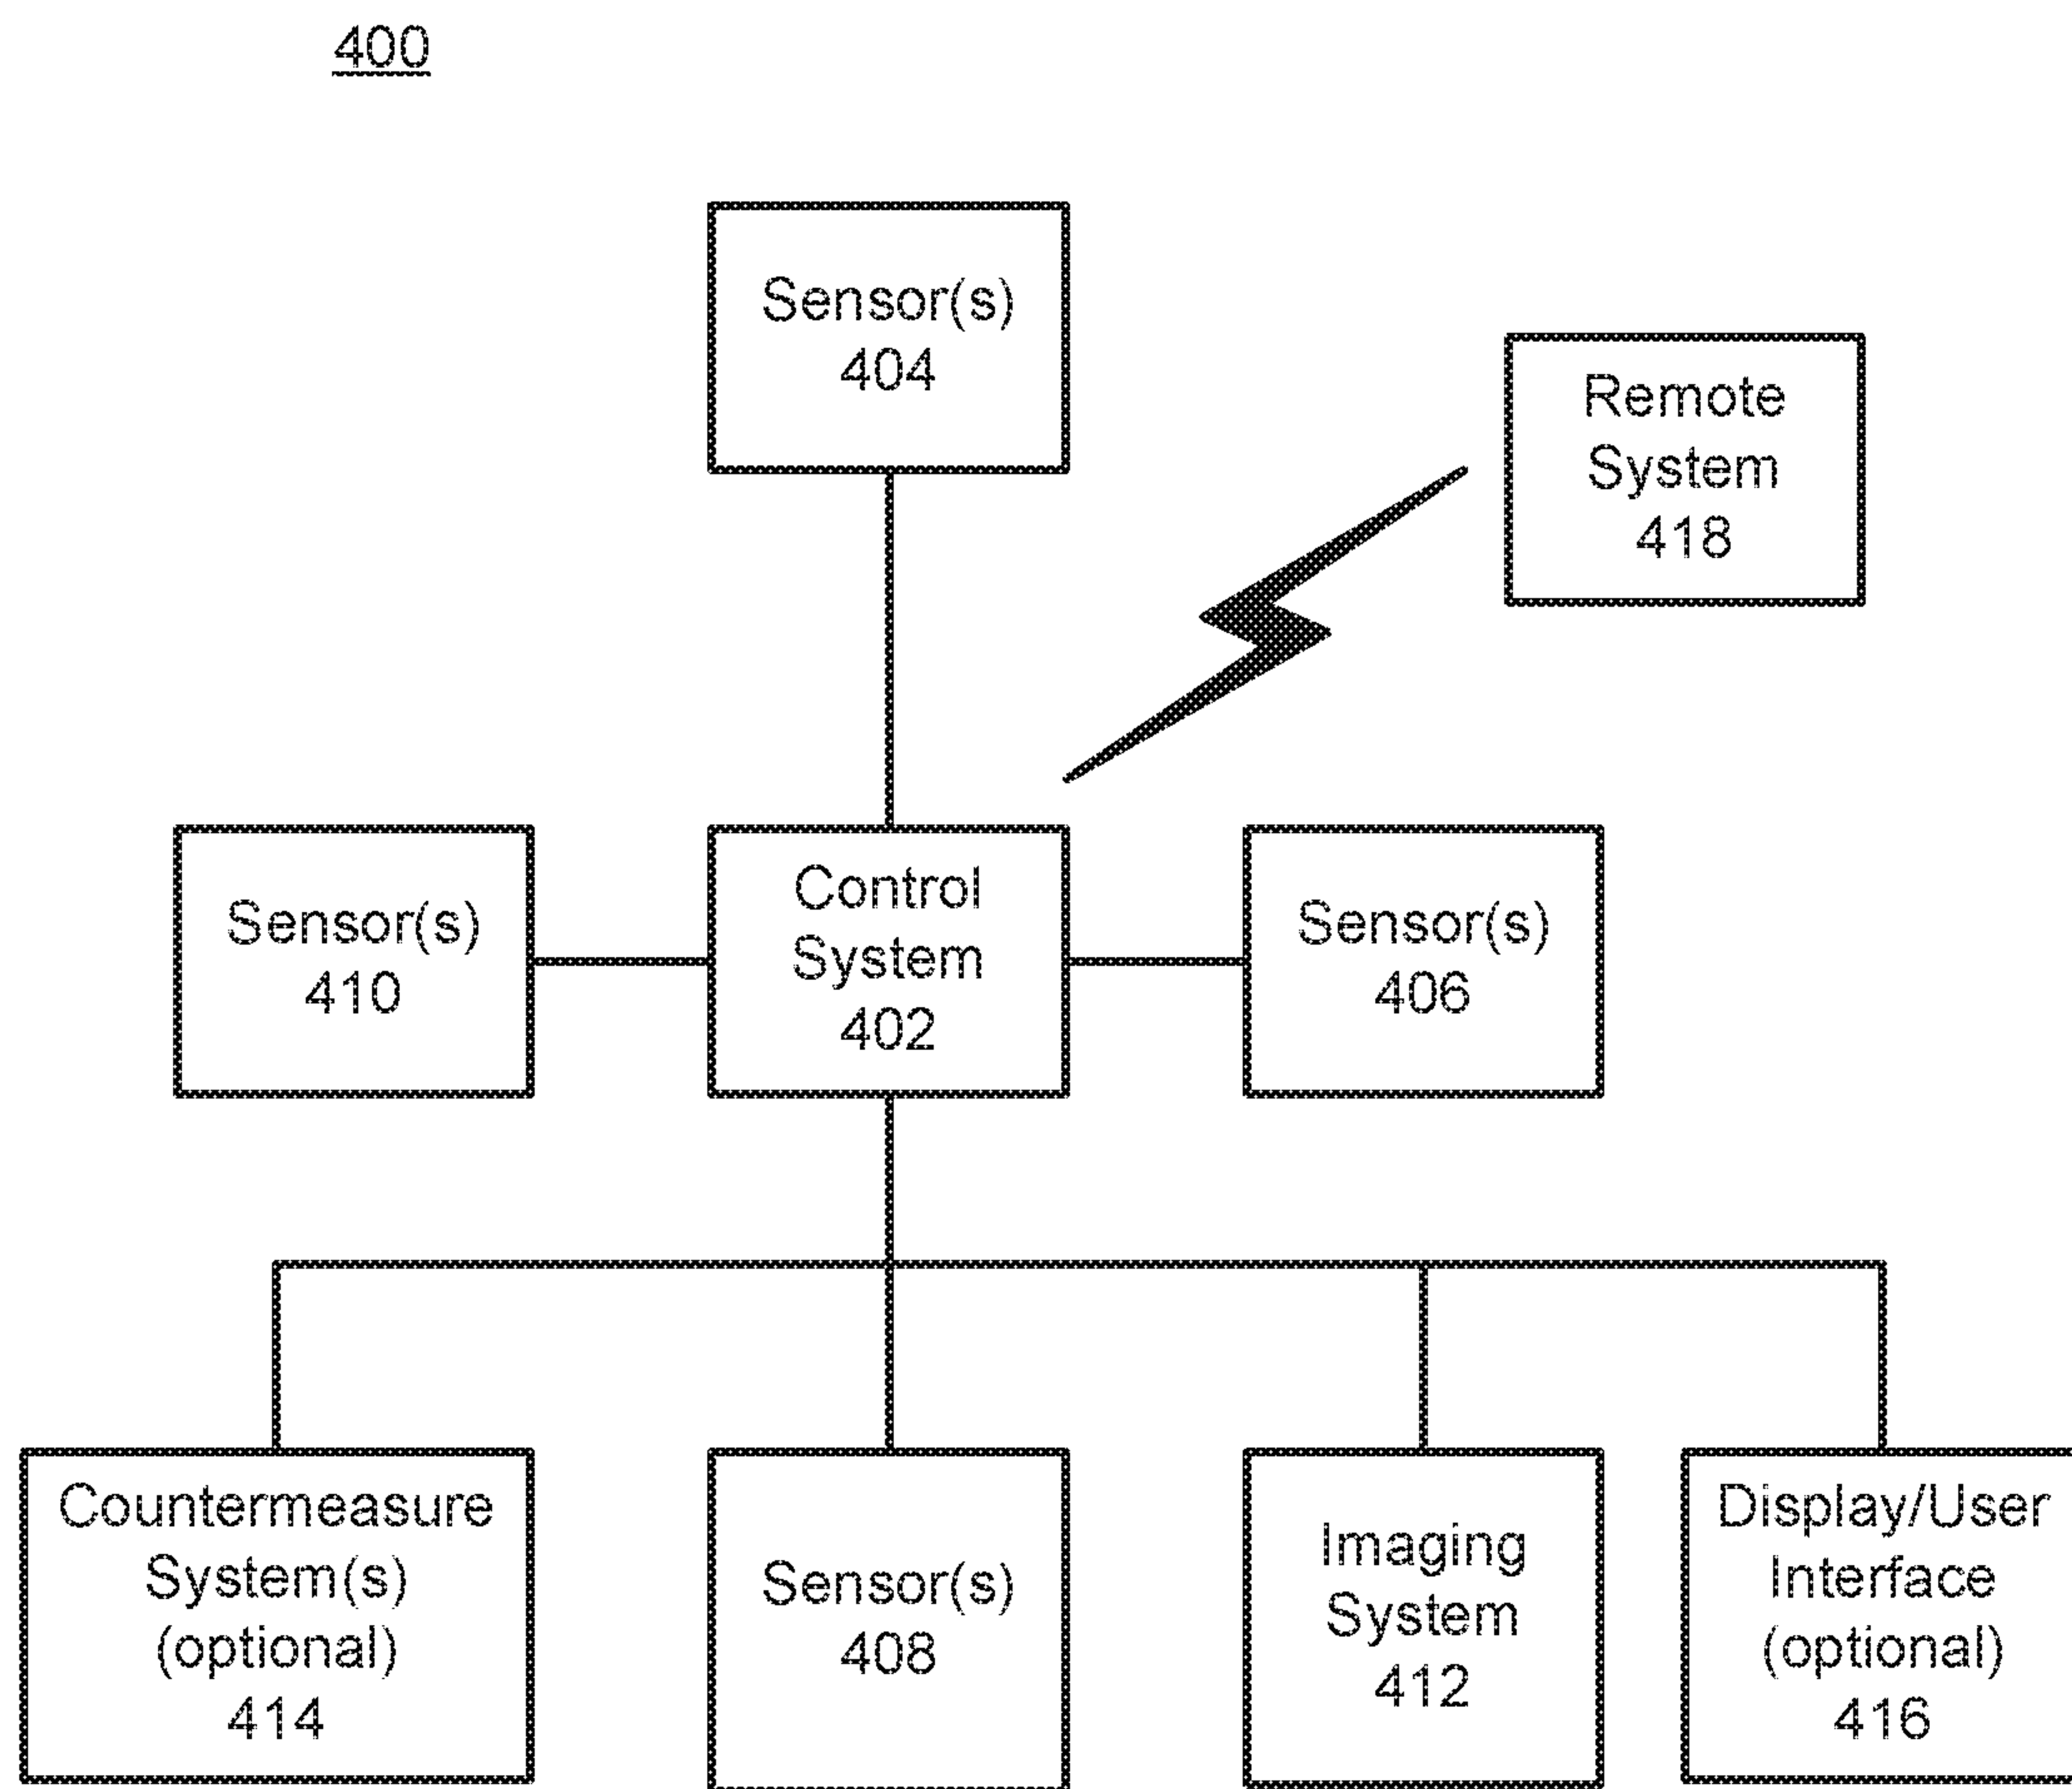 400
Sensor(s)
404
Remote
System
418
Sensor(s)
410
Control
System
402
Sensor(s)
406
Countermeasure
System(s)
(optional)
414
Sensor(s)
408
Imaging
System
412
Display/User
Interface
(optional)
416